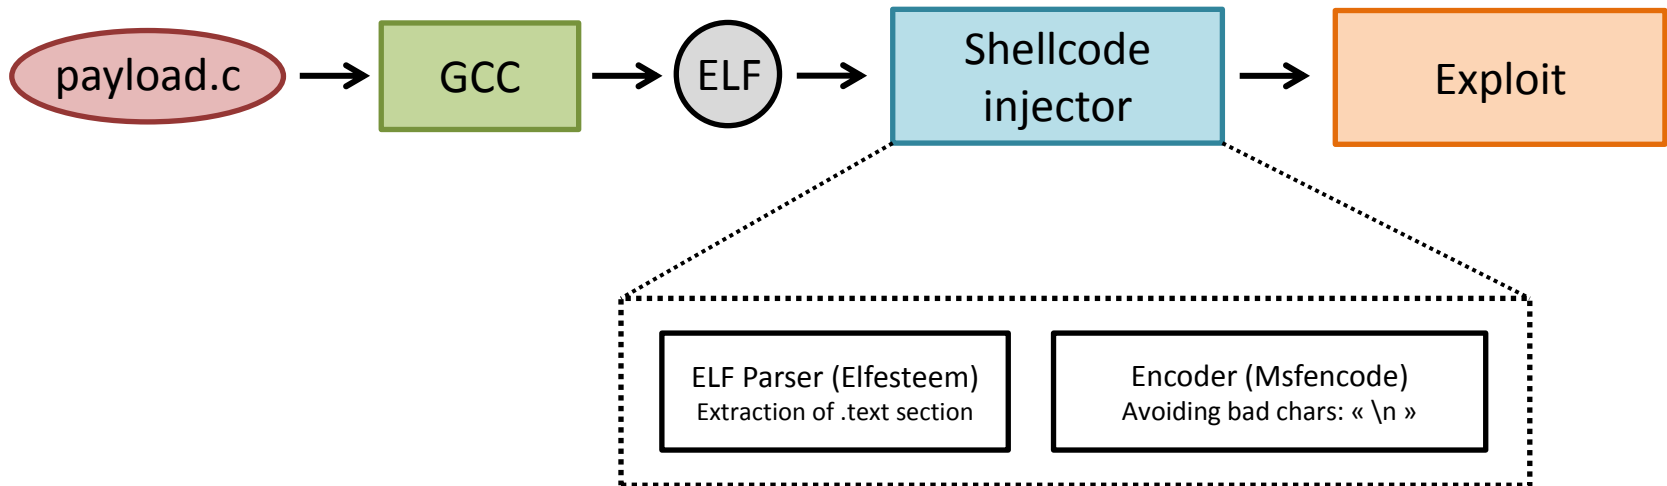 payload.c
GCC
ELF
Shellcode
injector
Exploit
ELF Parser (Elfesteem)
Extraction of .text section
Encoder (Msfencode)
Avoiding bad chars: « \n »